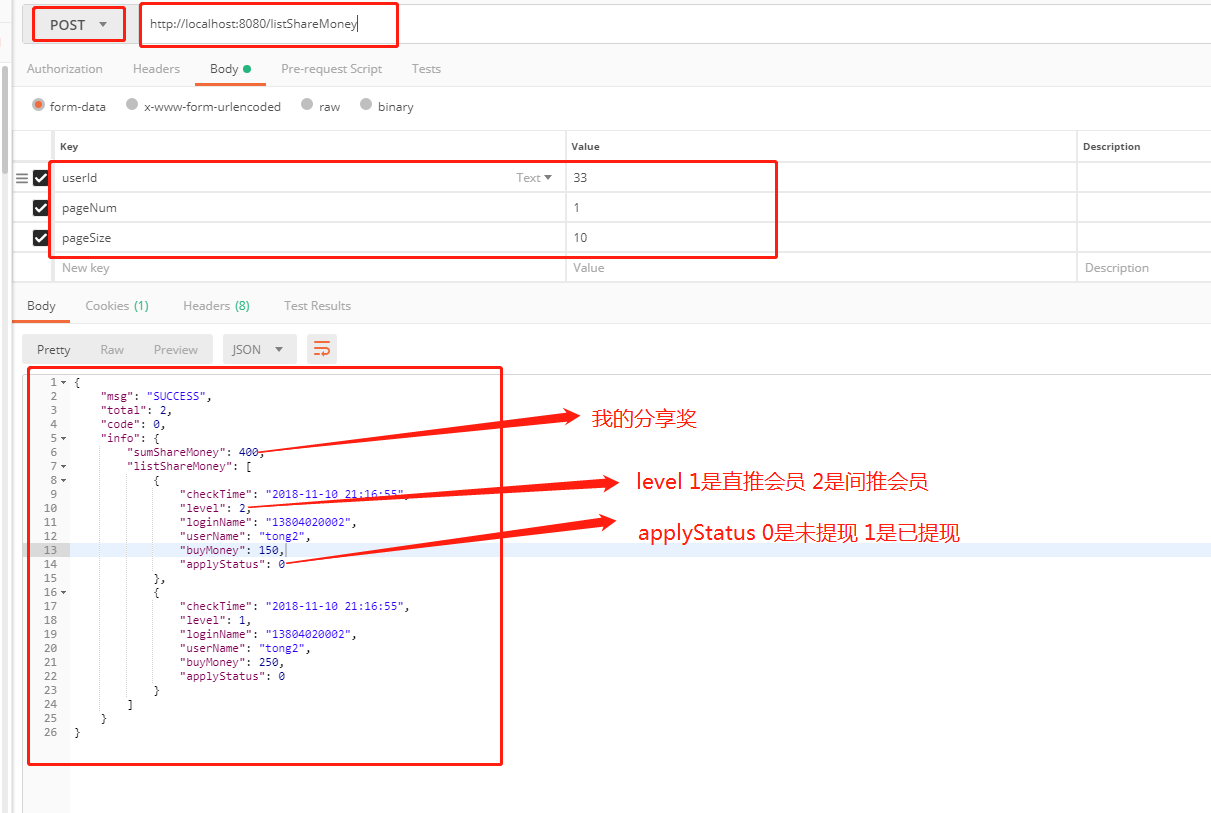 POST http://localhost:8080/listShareMoney
Authorization Headers Body Pre-request Script Tests
form-data x-www-form-urlencoded raw binary
Key Value Description
userId Text 33
pageNum 1
pageSize 10
New key Value Description
Body Cookies (1) Headers (8) Test Results
Pretty Raw Preview JSON
1 {
2 "msg": "SUCCESS",
3 "total": 2,
4 "code": 0,
5 "info": {
6 "sumShareMoney": 400,
7 "listShareMoney": [
8 {
9 "checkTime": "2018-11-10 21:16:55",
10 "level": 2,
11 "loginName": "13804020002",
12 "userName": "tong2",
13 "buyMoney": 150,
14 "applyStatus": 0
15 },
16 {
17 "checkTime": "2018-11-10 21:16:55",
18 "level": 1,
19 "loginName": "13804020002",
20 "userName": "tong2",
21 "buyMoney": 250,
22 "applyStatus": 0
23 }
24 ]
25 }
26 }
我的分享奖
level 1是直推会员 2是间推会员
applyStatus 0是未提现 1是已提现